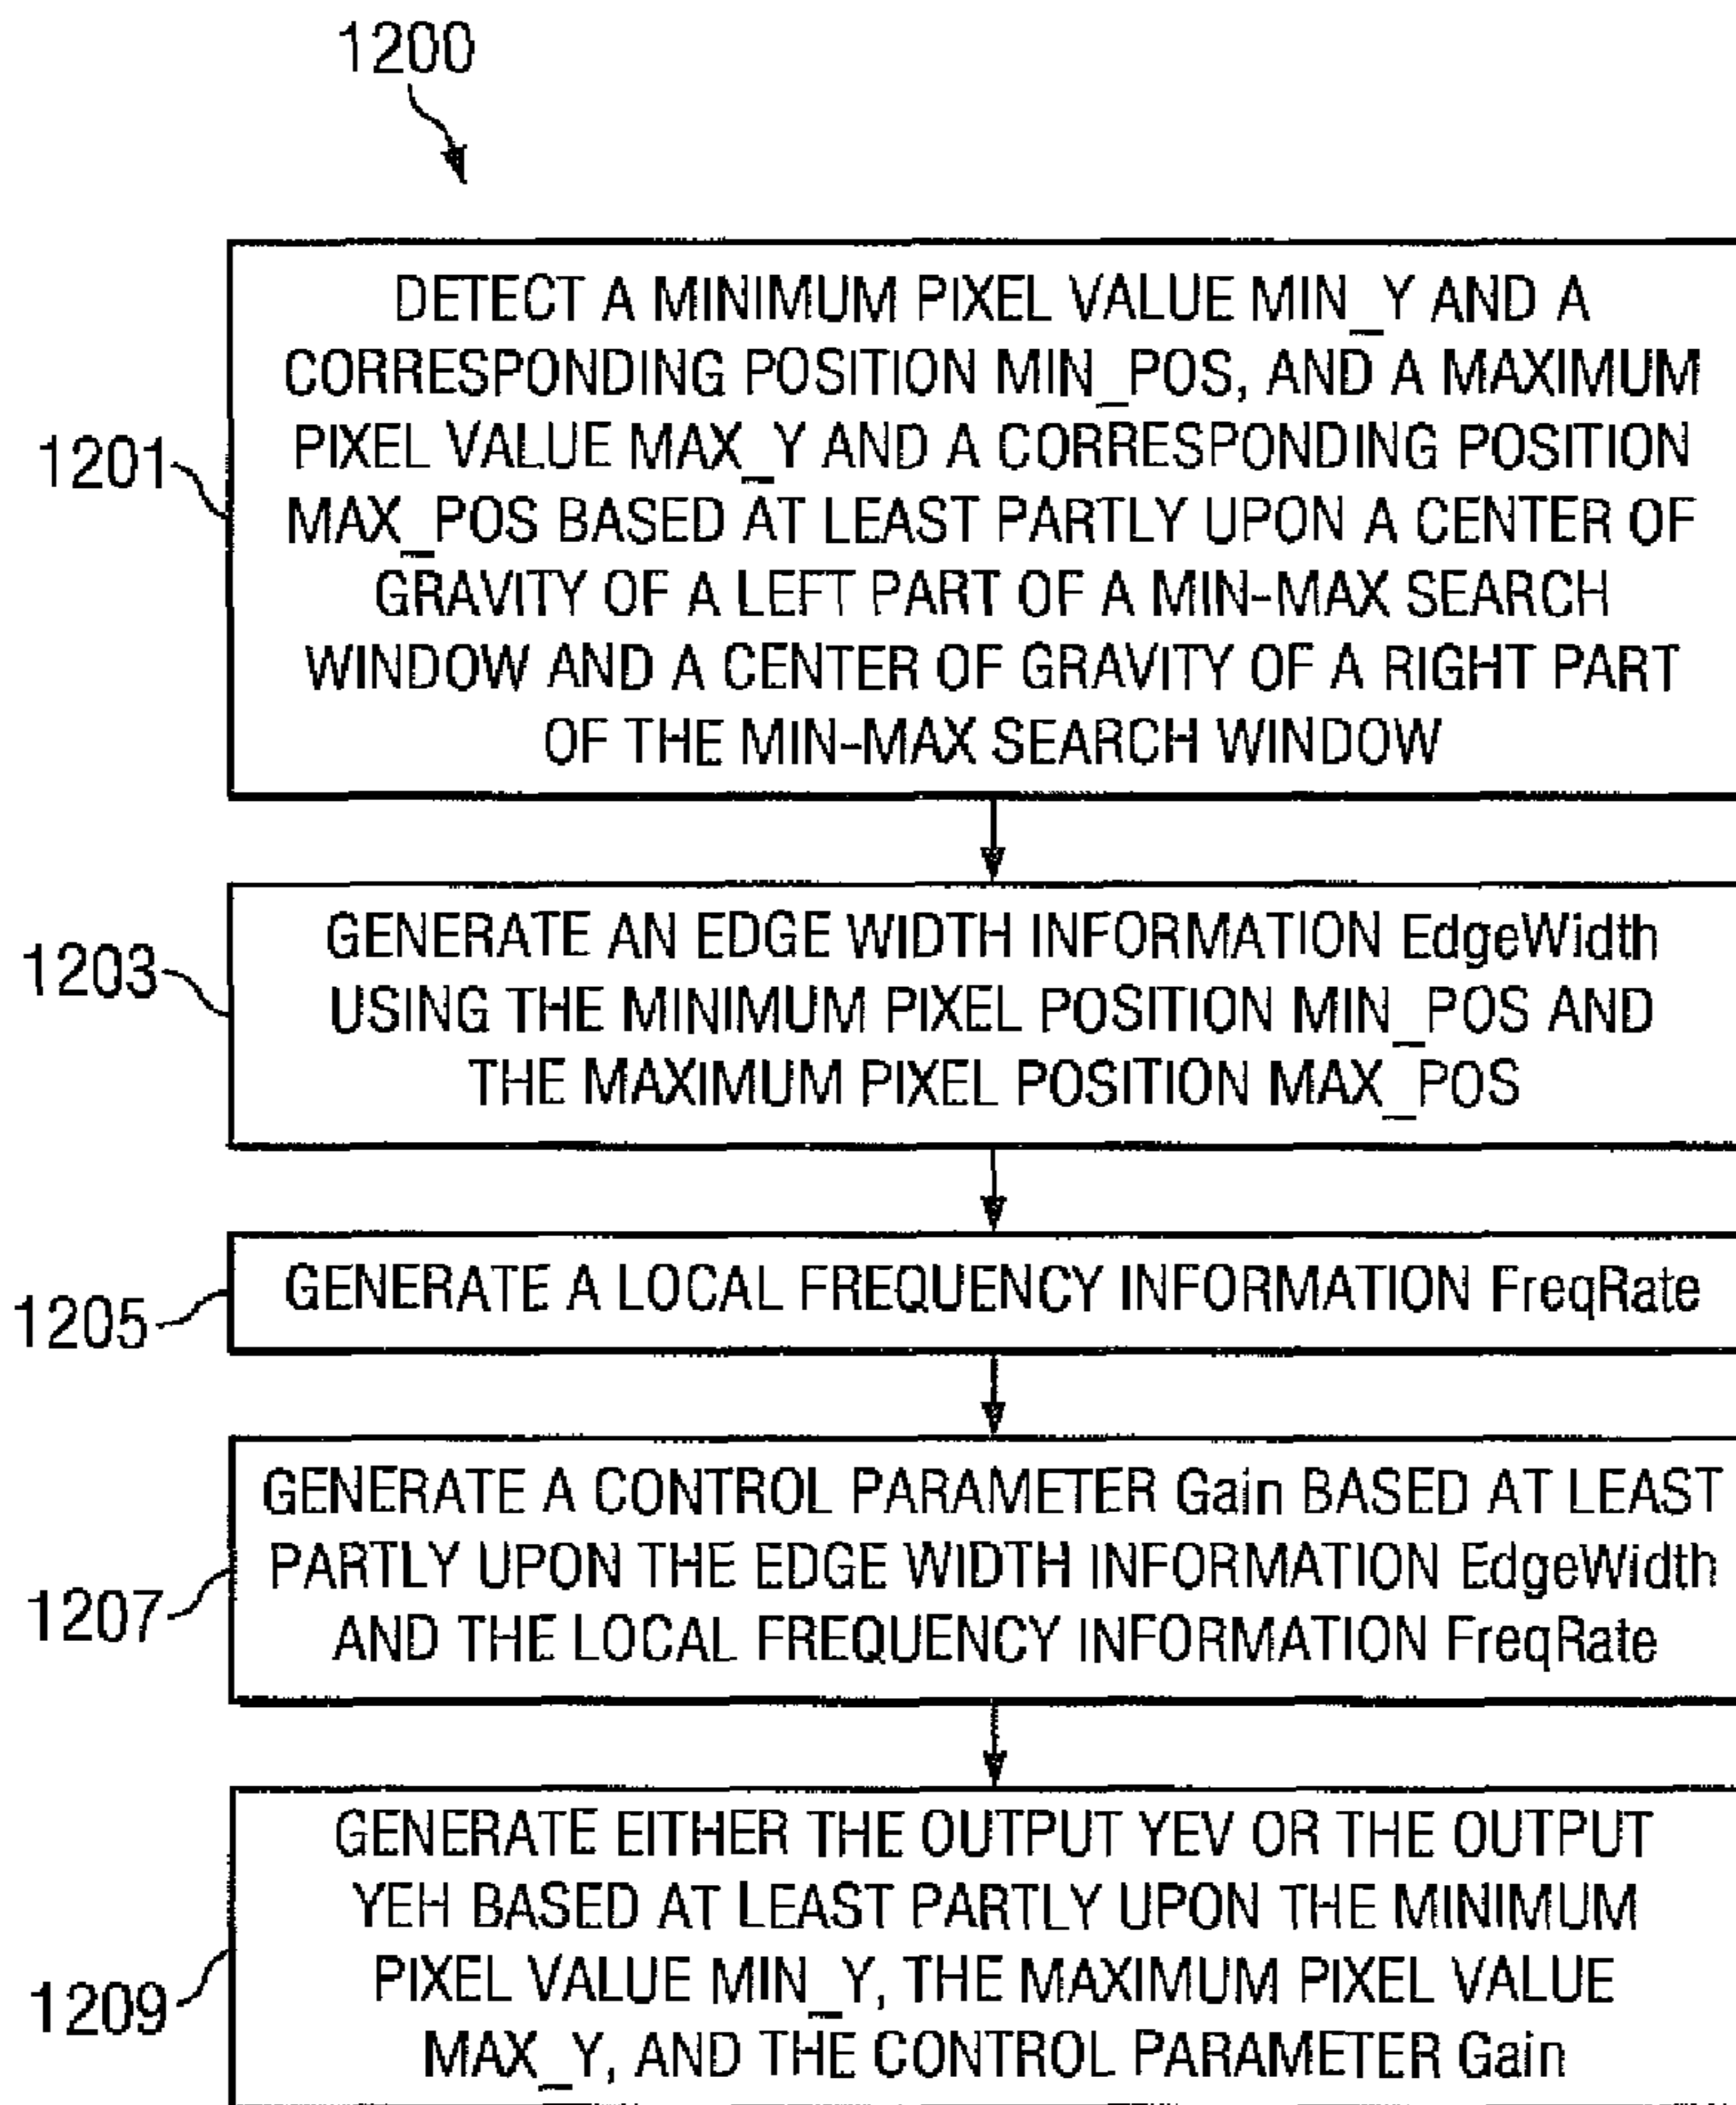 1200
DETECT A MINIMUM PIXEL VALUE MIN_Y AND A
CORRESPONDING POSITION MIN_POS, AND A MAXIMUM
PIXEL VALUE MAX_Y AND A CORRESPONDING POSITION
MAX_POS BASED AT LEAST PARTLY UPON A CENTER OF
GRAVITY OF A LEFT PART OF A MIN-MAX SEARCH
WINDOW AND A CENTER OF GRAVITY OF A RIGHT PART
OF THE MIN-MAX SEARCH WINDOW
1201
GENERATE AN EDGE WIDTH INFORMATION EdgeWidth
USING THE MINIMUM PIXEL POSITION MIN_POS AND
THE MAXIMUM PIXEL POSITION MAX_POS
1203
GENERATE A LOCAL FREQUENCY INFORMATION FreqRate
1205
GENERATE A CONTROL PARAMETER Gain BASED AT LEAST
PARTLY UPON THE EDGE WIDTH INFORMATION EdgeWidth
AND THE LOCAL FREQUENCY INFORMATION FreqRate
1207
GENERATE EITHER THE OUTPUT YEV OR THE OUTPUT
YEH BASED AT LEAST PARTLY UPON THE MINIMUM
PIXEL VALUE MIN_Y, THE MAXIMUM PIXEL VALUE
MAX_Y, AND THE CONTROL PARAMETER Gain
1209